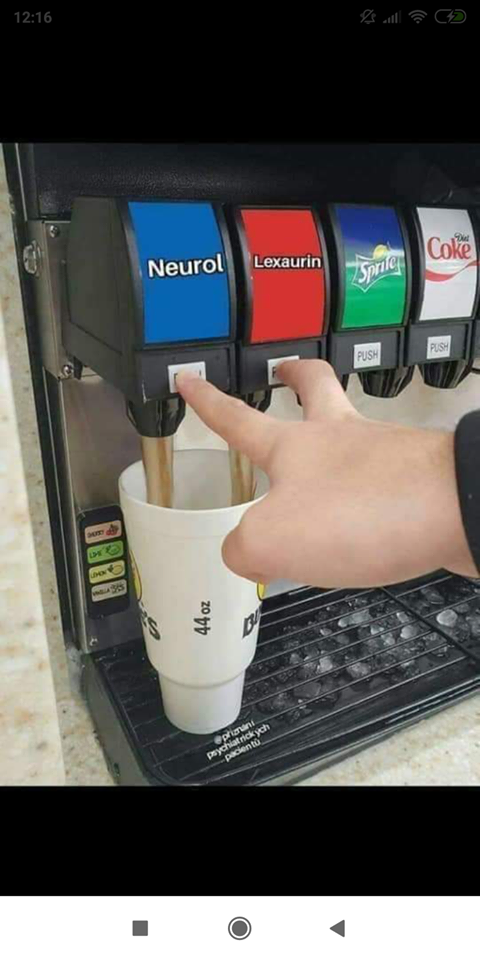 12:16
Neurol
Lexaurin
Sprite
Diet
Coke
PUSH
PUSH
44 oz
@přiznání
psychiatrických
pacientů